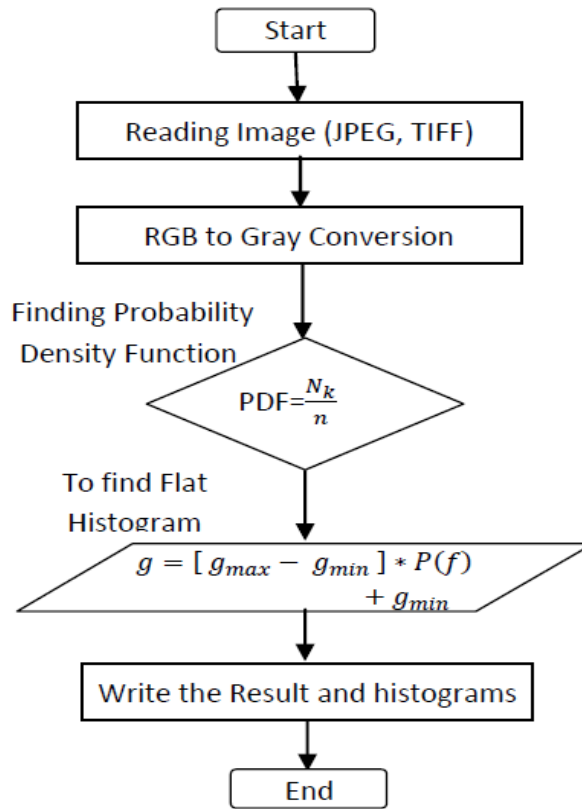 Start
Reading Image (JPEG, TIFF)
RGB to Gray Conversion
Finding Probability
Density Function
PDF=N_k/n
To find Flat
Histogram
g = [ g_max − g_min ] ∗ P(f)
+ g_min
Write the Result and histograms
End